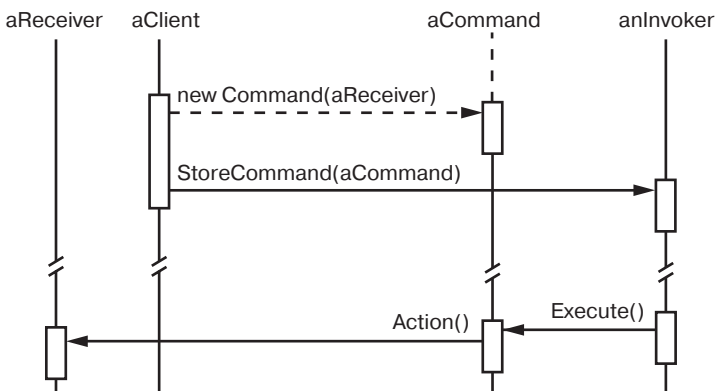 aReceiver aClient aCommand anInvoker
new Command(aReceiver)
StoreCommand(aCommand)
Execute()
Action()